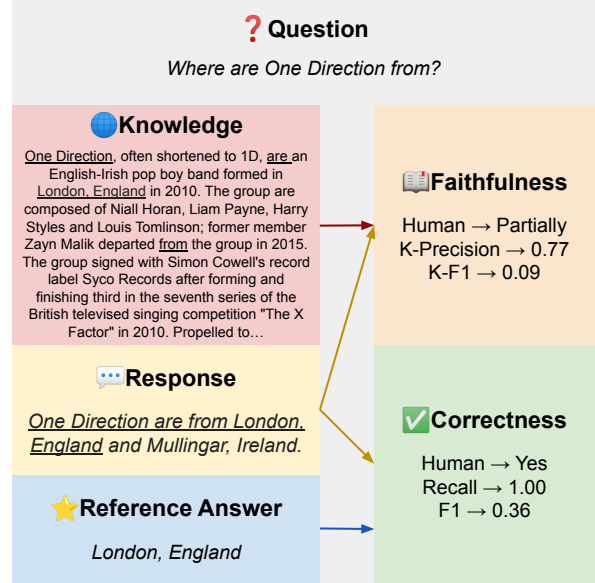 ❓Question
Where are One Direction from?
🌐Knowledge
One Direction, often shortened to 1D, are an
English-Irish pop boy band formed in
London, England in 2010. The group are
composed of Niall Horan, Liam Payne, Harry
Styles and Louis Tomlinson; former member
Zayn Malik departed from the group in 2015.
The group signed with Simon Cowell's record
label Syco Records after forming and
finishing third in the seventh series of the
British televised singing competition "The X
Factor" in 2010. Propelled to…
💬Response
One Direction are from London,
England and Mullingar, Ireland.
⭐Reference Answer
London, England
📖Faithfulness
Human → Partially
K-Precision → 0.77
K-F1 → 0.09
✅Correctness
Human → Yes
Recall → 1.00
F1 → 0.36